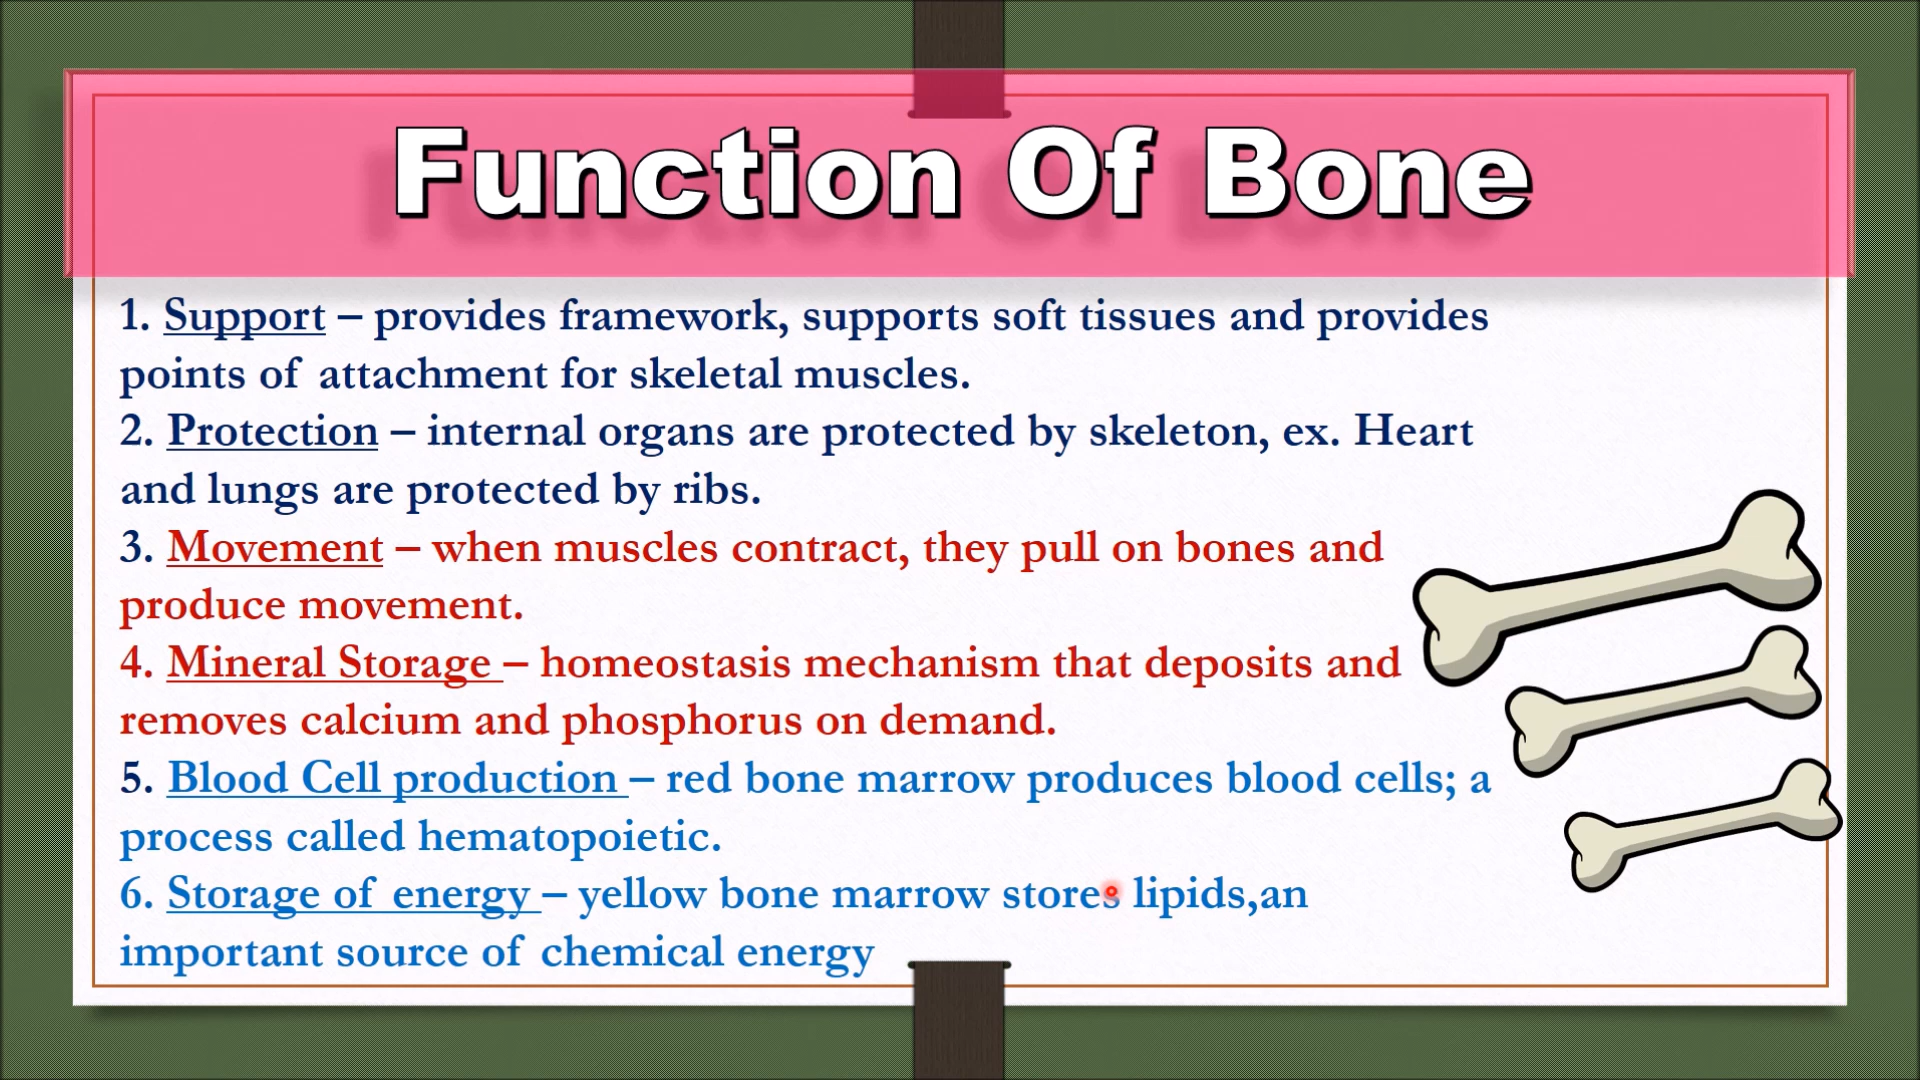 Function Of Bone
1. Support – provides framework, supports soft tissues and provides
points of attachment for skeletal muscles.
2. Protection – internal organs are protected by skeleton, ex. Heart
and lungs are protected by ribs.
3. Movement – when muscles contract, they pull on bones and
produce movement.
4. Mineral Storage – homeostasis mechanism that deposits and
removes calcium and phosphorus on demand.
5. Blood Cell production – red bone marrow produces blood cells; a
process called hematopoietic.
6. Storage of energy – yellow bone marrow stores lipids,an
important source of chemical energy